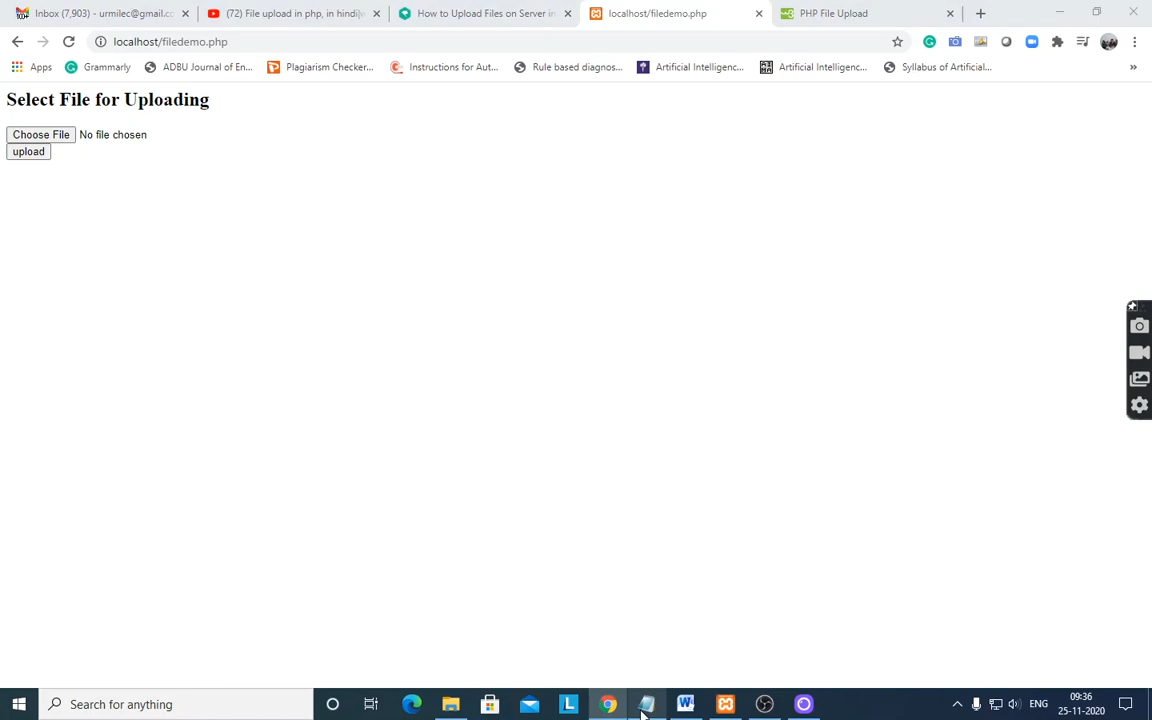 Inbox (7,903) - urmilec@gmail.co
(72) File upload in php, in hindi|w
How to Upload Files on Server in
localhost/filedemo.php
PHP File Upload
localhost/filedemo.php
Apps
Grammarly
ADBU Journal of En...
Plagiarism Checker...
Instructions for Aut...
Rule based diagnos...
Artificial Intelligenc...
Artificial Intelligenc...
Syllabus of Artificial...
»
Select File for Uploading
Choose File No file chosen
upload
Search for anything
ENG
09:36
25-11-2020